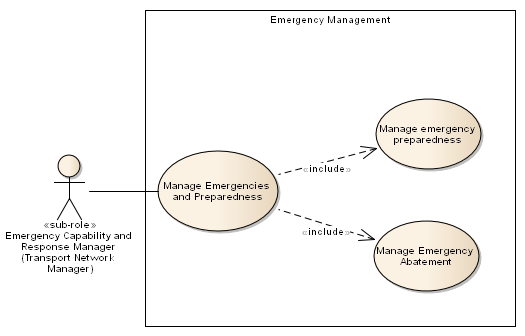 Emergency Management
Manage emergency
preparedness
«include»
Manage Emergencies
and Preparedness
«sub-role»
Emergency Capability and
Response Manager
(Transport Network
Manager)
«include»
Manage Emergency
Abatement